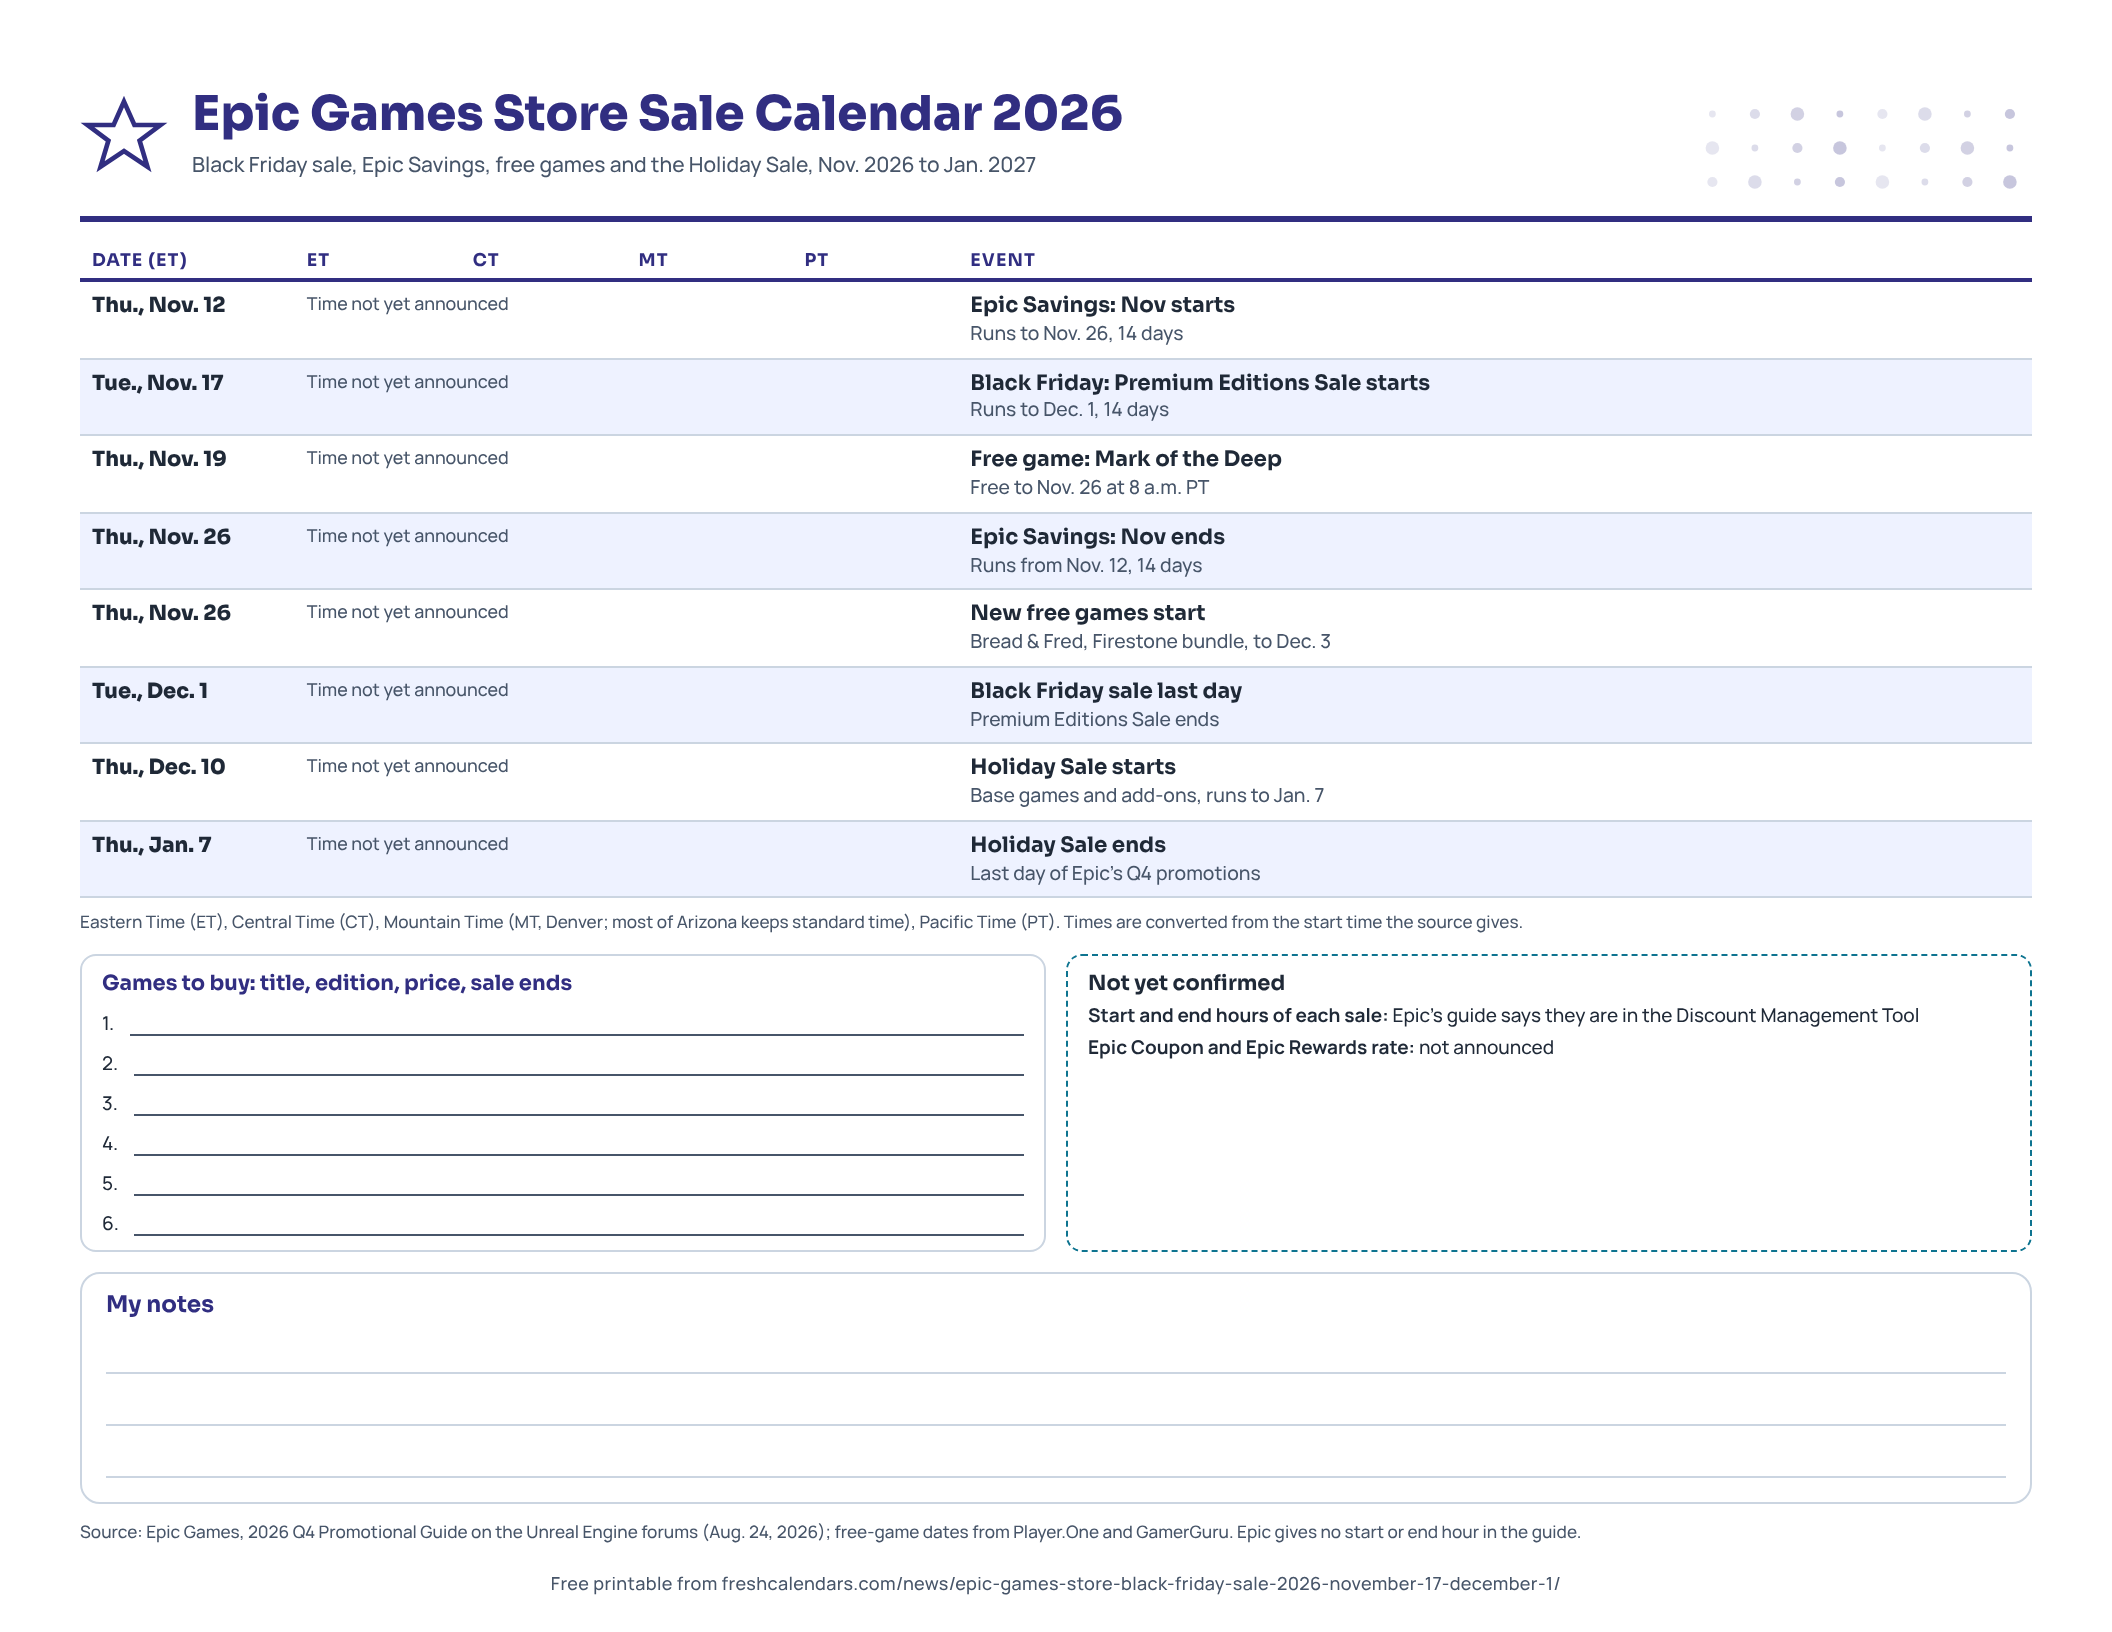 Epic Games Store Sale Calendar 2026
Black Friday sale, Epic Savings, free games and the Holiday Sale, Nov. 2026 to Jan. 2027
DATE (ET) ET CT MT PT EVENT
Thu., Nov. 12 Time not yet announced Epic Savings: Nov starts
Runs to Nov. 26, 14 days
Tue., Nov. 17 Time not yet announced Black Friday: Premium Editions Sale starts
Runs to Dec. 1, 14 days
Thu., Nov. 19 Time not yet announced Free game: Mark of the Deep
Free to Nov. 26 at 8 a.m. PT
Thu., Nov. 26 Time not yet announced Epic Savings: Nov ends
Runs from Nov. 12, 14 days
Thu., Nov. 26 Time not yet announced New free games start
Bread & Fred, Firestone bundle, to Dec. 3
Tue., Dec. 1 Time not yet announced Black Friday sale last day
Premium Editions Sale ends
Thu., Dec. 10 Time not yet announced Holiday Sale starts
Base games and add-ons, runs to Jan. 7
Thu., Jan. 7 Time not yet announced Holiday Sale ends
Last day of Epic's Q4 promotions
Eastern Time (ET), Central Time (CT), Mountain Time (MT, Denver; most of Arizona keeps standard time), Pacific Time (PT). Times are converted from the start time the source gives.
Games to buy: title, edition, price, sale ends
1.
2.
3.
4.
5.
6.
Not yet confirmed
Start and end hours of each sale: Epic's guide says they are in the Discount Management Tool
Epic Coupon and Epic Rewards rate: not announced
My notes
Source: Epic Games, 2026 Q4 Promotional Guide on the Unreal Engine forums (Aug. 24, 2026); free-game dates from Player.One and GamerGuru. Epic gives no start or end hour in the guide.
Free printable from freshcalendars.com/news/epic-games-store-black-friday-sale-2026-november-17-december-1/